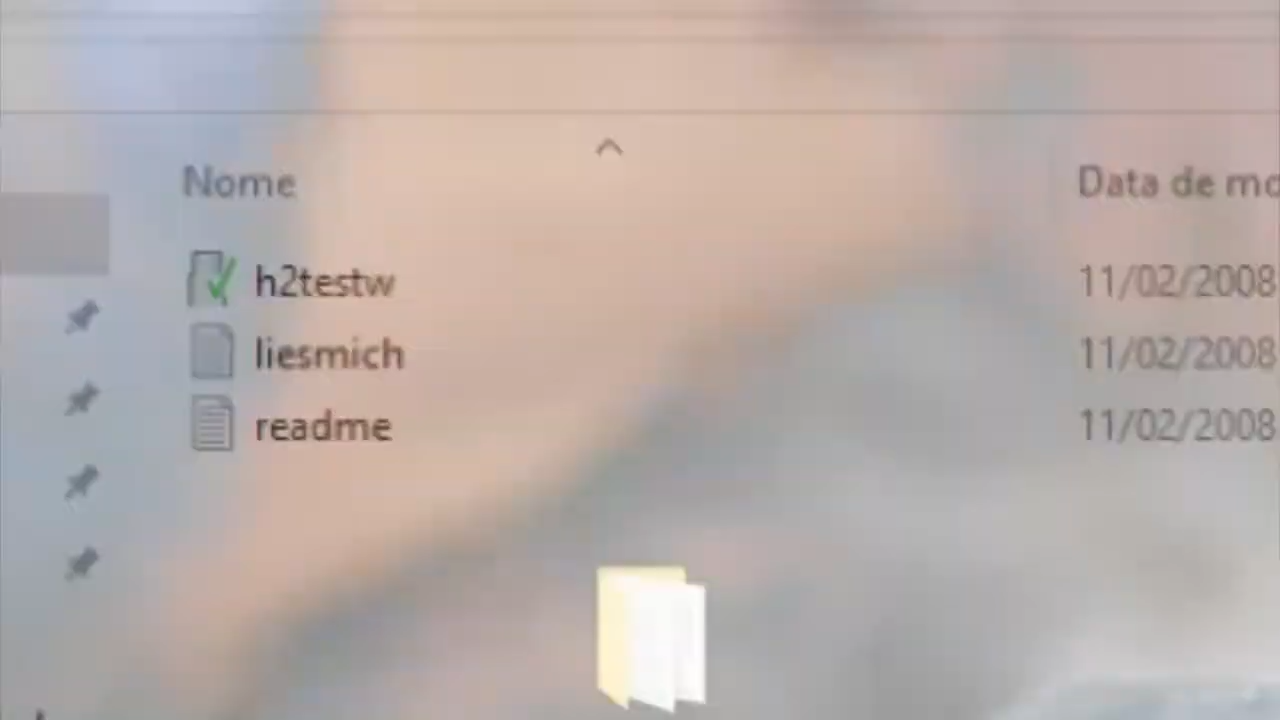 Nome Data de mo
h2testw 11/02/2008
liesmich 11/02/2008
readme 11/02/2008